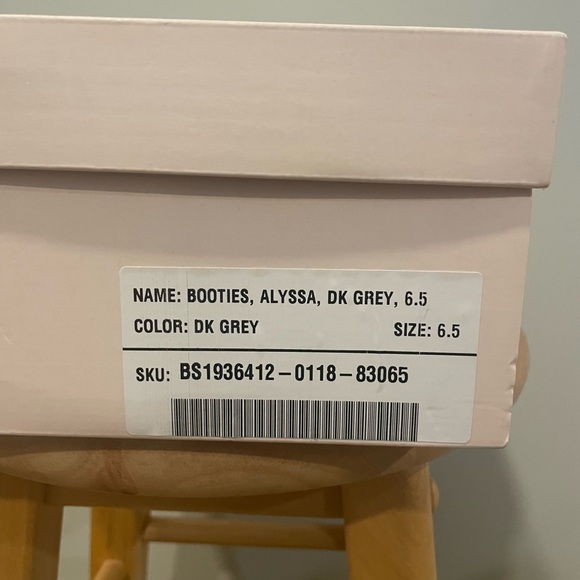 NAME: BOOTIES, ALYSSA, DK GREY, 6.5
COLOR: DK GREY SIZE: 6.5
SKU: BS1936412-0118-83065